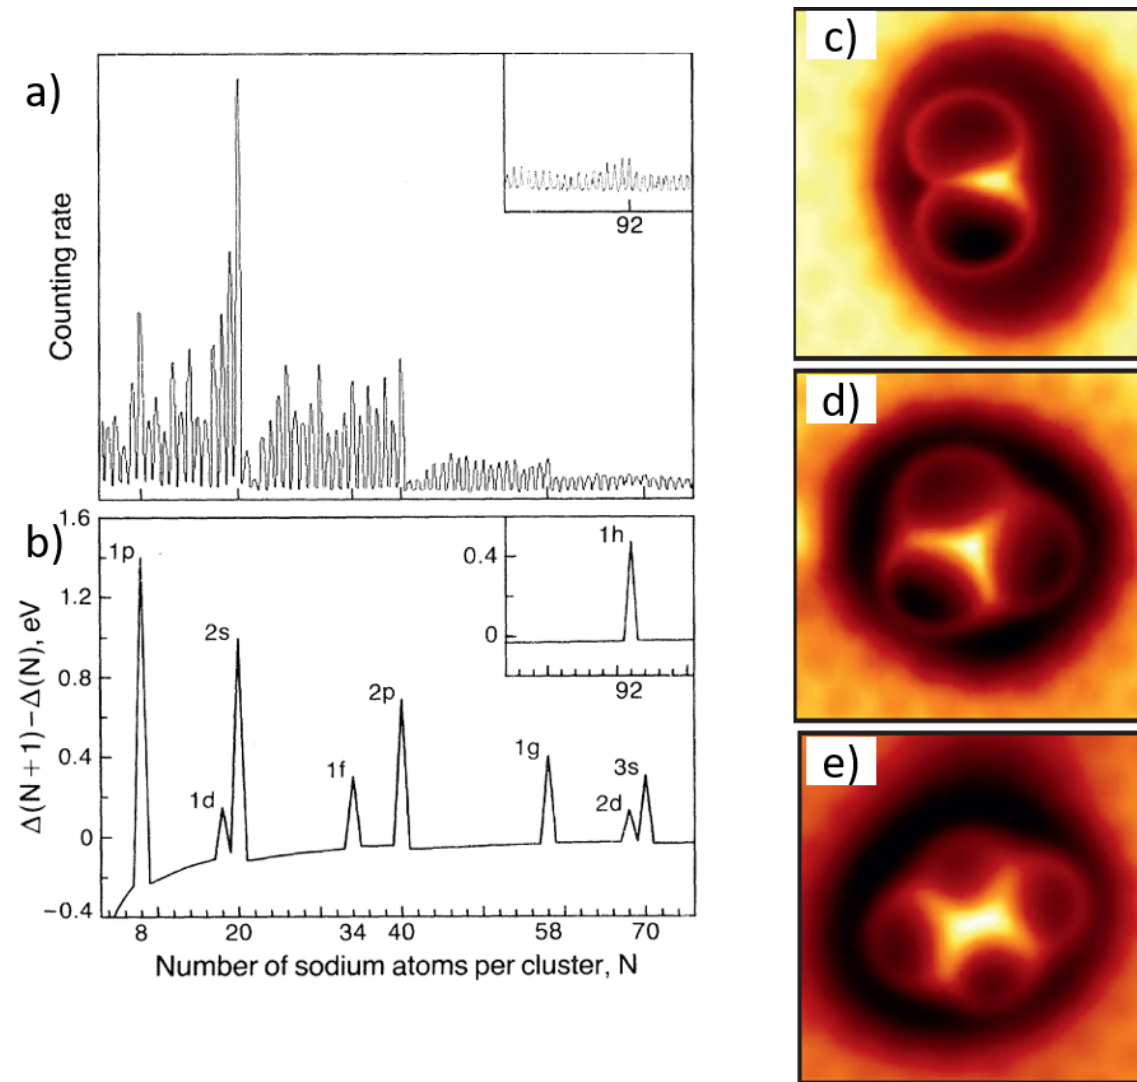 a)
Counting rate
92
b)
1.6
1.2
0.8
0.4
0
−0.4
Δ(N + 1) − Δ(N), eV
1p
1d
2s
1f
2p
1g
2d
3s
0.4
0
1h
92
8
20
34
40
58
70
Number of sodium atoms per cluster, N
c)
d)
e)